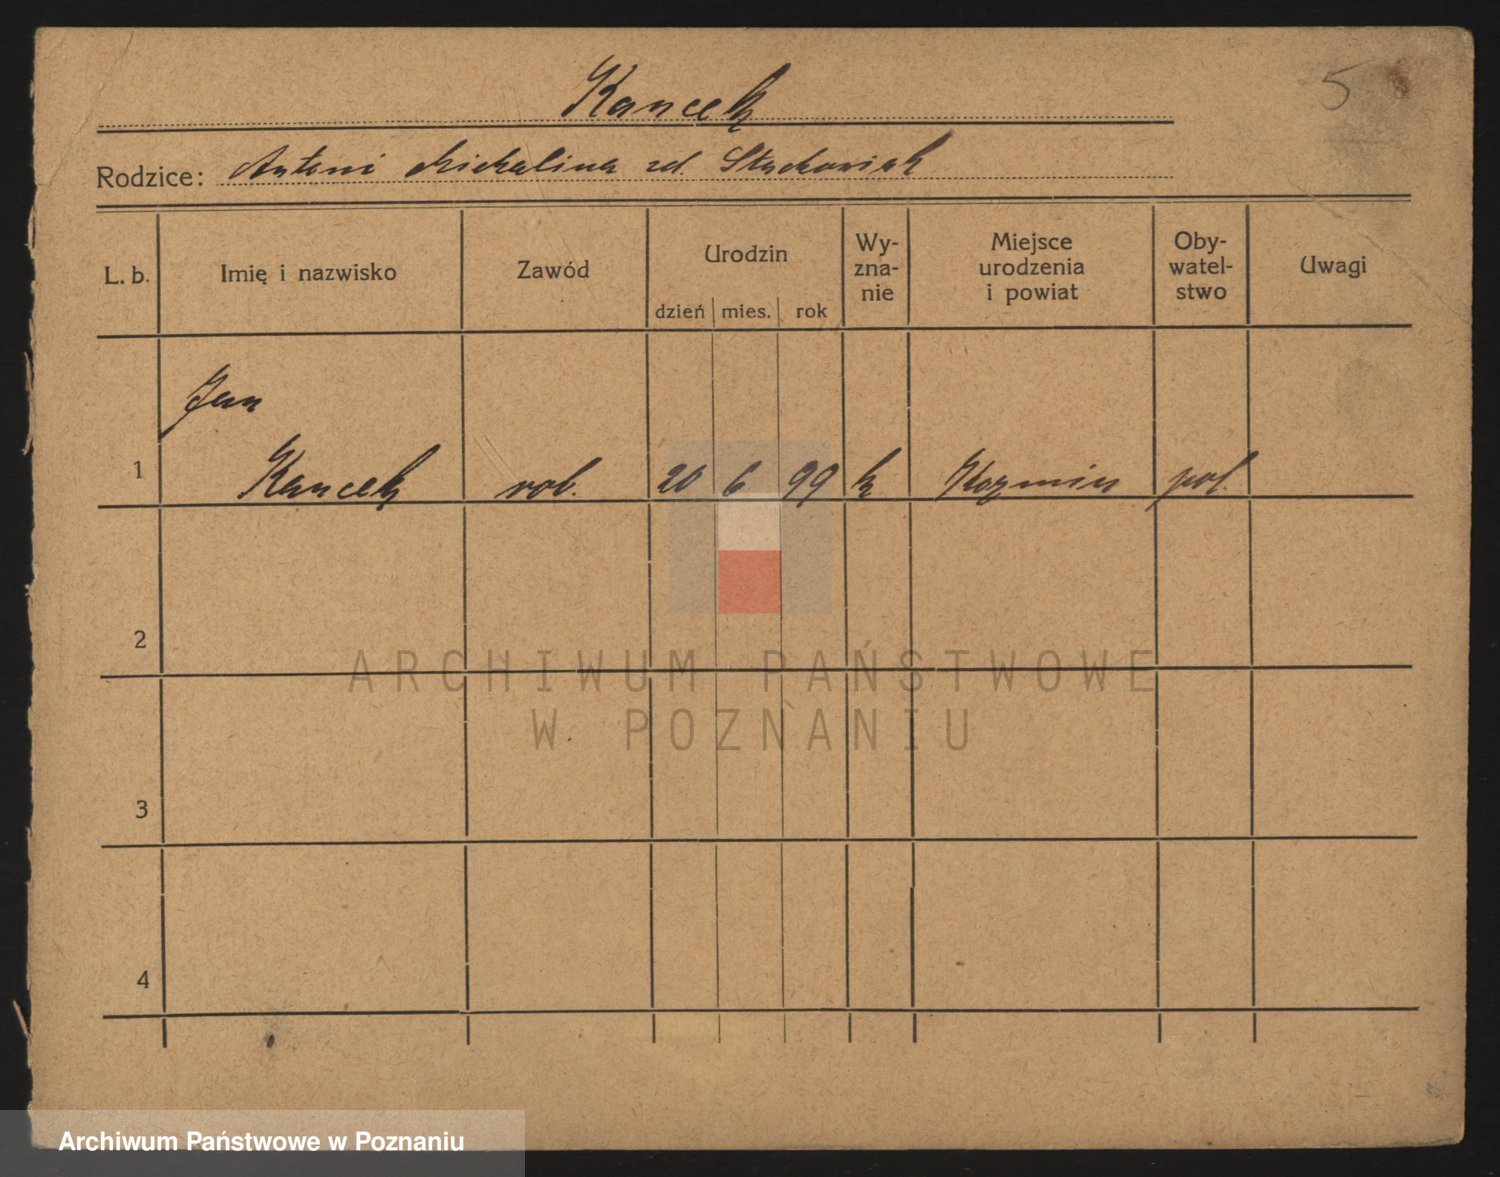 5
Kancek
Rodzice: Antoni Michalina zd. Stachowiak
L. b.
Imię i nazwisko
Zawód
Urodzin
dzień mies. rok
Wy-
zna-
nie
Miejsce
urodzenia
i powiat
Oby-
watel-
stwo
Uwagi
Jan
1 Kancek rob. 20 6 99 k Kozmin pol.
2
ARCHIWUM PAŃSTWOWE
W POZNANIU
3
4
Archiwum Państwowe w Poznaniu